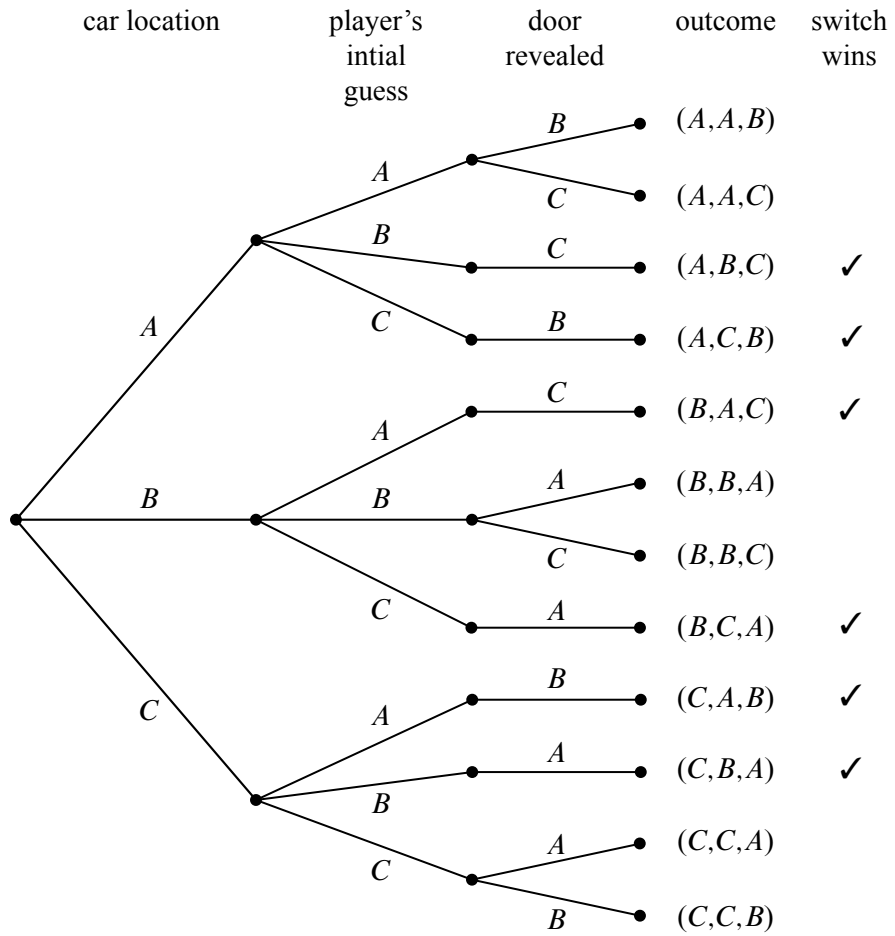 car location player’s door outcome switch
intial revealed wins
guess
B (A,A,B)
A
C (A,A,C)
B C (A,B,C) ✓
A C B (A,C,B) ✓
C (B,A,C) ✓
A
A (B,B,A)
B B
C (B,B,C)
C A (B,C,A) ✓
C B (C,A,B) ✓
A
A (C,B,A) ✓
B
A (C,C,A)
C
B (C,C,B)